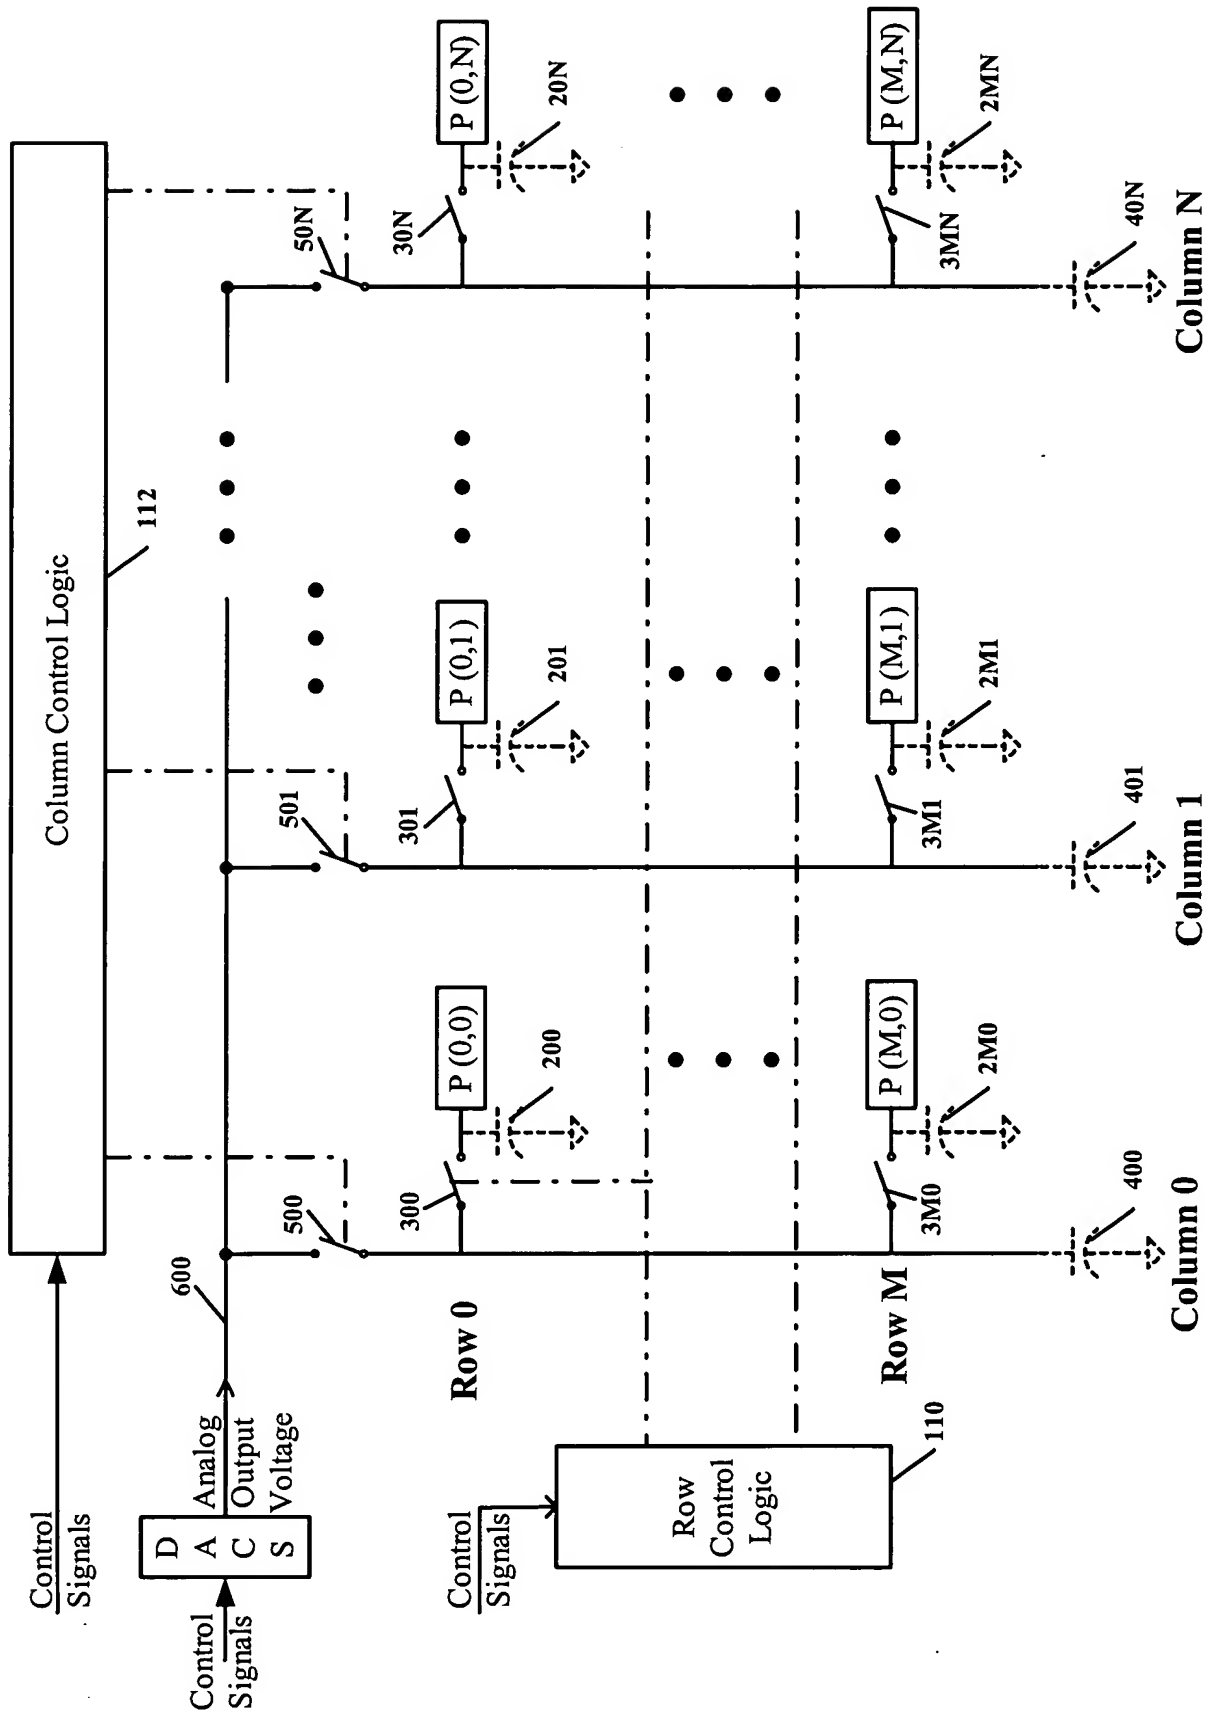 Control
Signals
Column Control Logic
112
Control
Signals
D
A
C
S
Analog
Output
Voltage
600
500
501
50N
Row 0
300
P (0,0)
200
301
P (0,1)
201
30N
P (0,N)
20N
Control
Signals
Row
Control
Logic
110
Row M
3M0
P (M,0)
2M0
3M1
P (M,1)
2M1
3MN
P (M,N)
2MN
400
401
40N
Column 0
Column 1
Column N